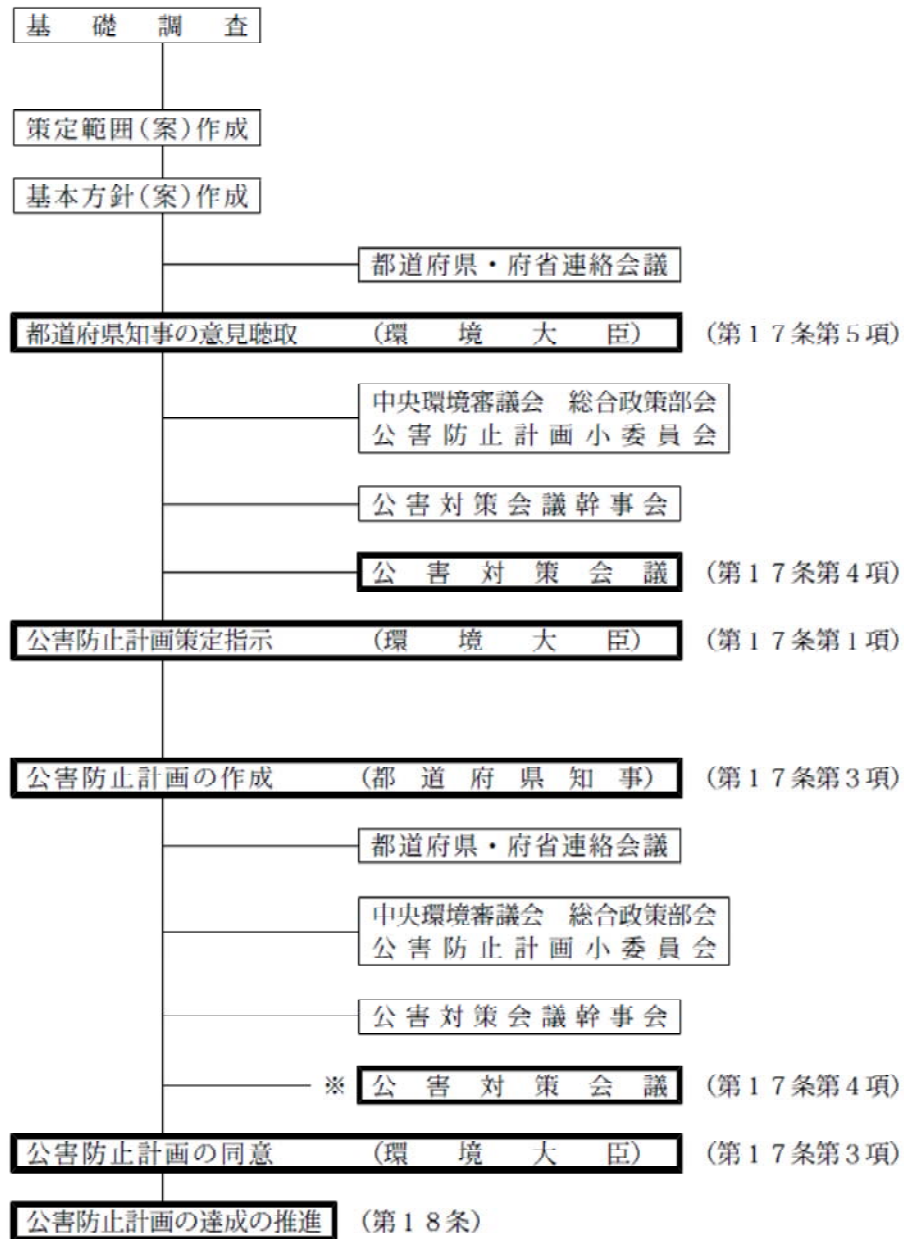 基礎調査
策定範囲(案)作成
基本方針(案)作成
都道府県・府省連絡会議
都道府県知事の意見聴取 (環境大臣) (第17条第5項)
中央環境審議会 総合政策部会
公害防止計画小委員会
公害対策会議幹事会
公害対策会議 (第17条第4項)
公害防止計画策定指示 (環境大臣) (第17条第1項)
公害防止計画の作成 (都道府県知事) (第17条第3項)
都道府県・府省連絡会議
中央環境審議会 総合政策部会
公害防止計画小委員会
公害対策会議幹事会
※ 公害対策会議 (第17条第4項)
公害防止計画の同意 (環境大臣) (第17条第3項)
公害防止計画の達成の推進 (第18条)